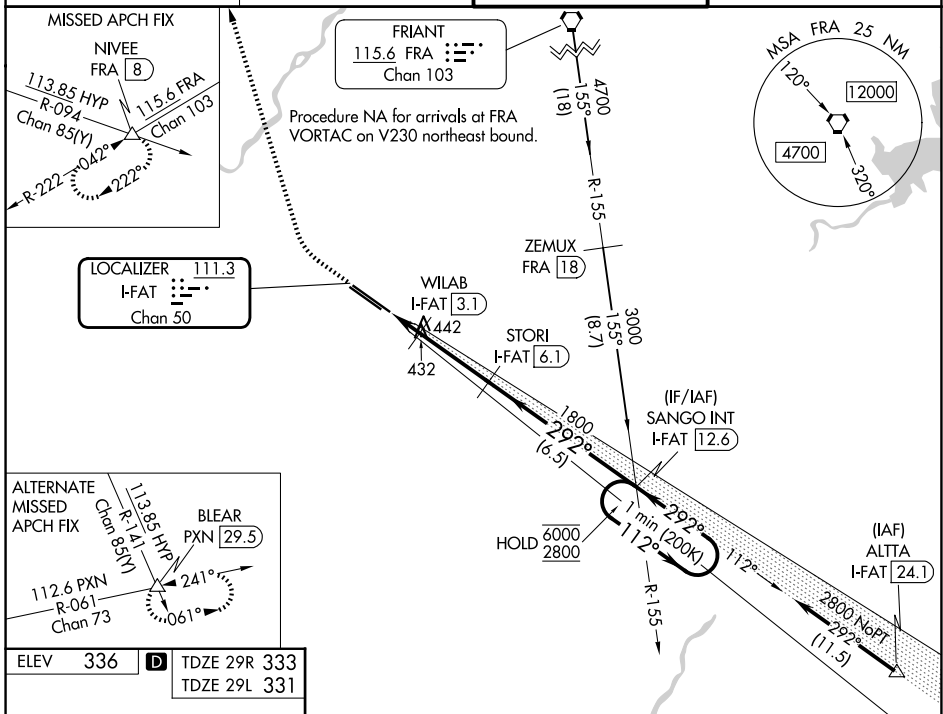 MISSED APCH FIX
NIVEE
FRA 8
113.85 HYP
R-094
Chan 85(Y)
115.6 FRA
Chan 103
R-222
042°
222°
FRIANT
115.6 FRA
Chan 103
Procedure NA for arrivals at FRA
VORTAC on V230 northeast bound.
4700
155°
(18)
R-155
MSA FRA 25 NM
120°
12000
4700
320°
ZEMUX
FRA 18
3000
155°
(8.7)
LOCALIZER 111.3
I-FAT
Chan 50
WILAB
I-FAT 3.1
442
432
STORI
I-FAT 6.1
1800
292°
(6.5)
(IF/IAF)
SANGO INT
I-FAT 12.6
HOLD 6000
2800
1 min (200K)
292°
112°
112°
R-155
(IAF)
ALTTA
I-FAT 24.1
2800 NoPT
292°
(11.5)
ALTERNATE
MISSED
APCH FIX
113.85 HYP
R-141
Chan 85(Y)
BLEAR
PXN 29.5
112.6 PXN
R-061
Chan 73
241°
061°
ELEV 336
D
TDZE 29R 333
TDZE 29L 331